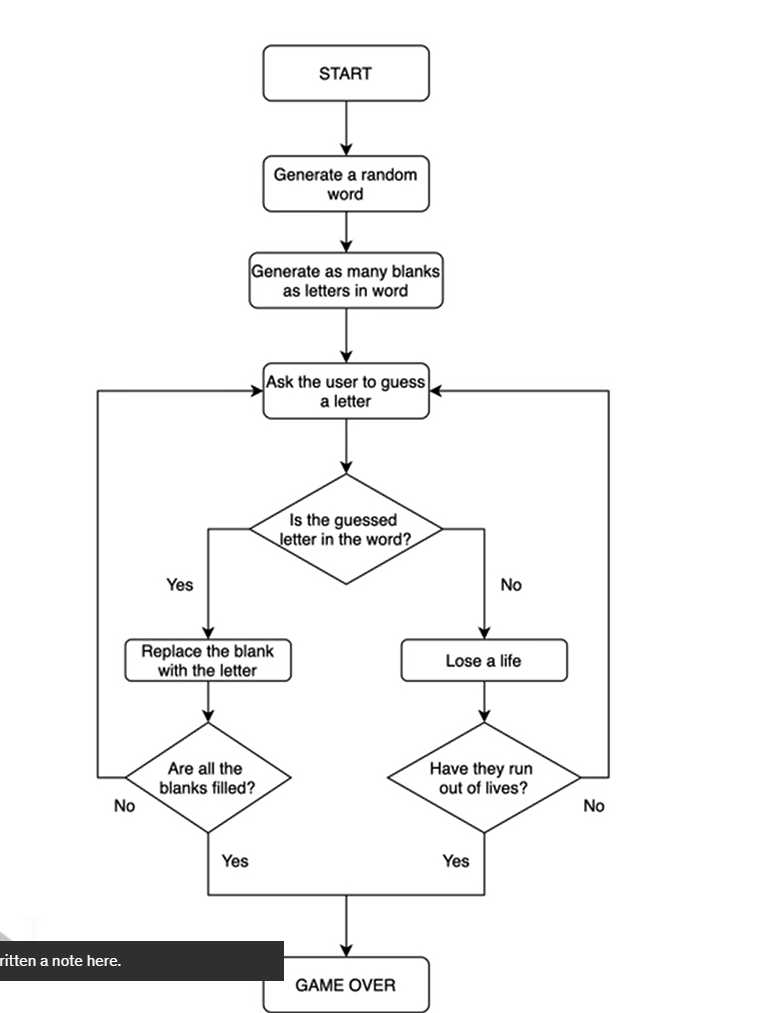 START
Generate a random
word
Generate as many blanks
as letters in word
Ask the user to guess
a letter
Is the guessed
letter in the word?
Yes
No
Replace the blank
with the letter
Lose a life
Are all the
blanks filled?
Have they run
out of lives?
No
No
Yes
Yes
ritten a note here.
GAME OVER